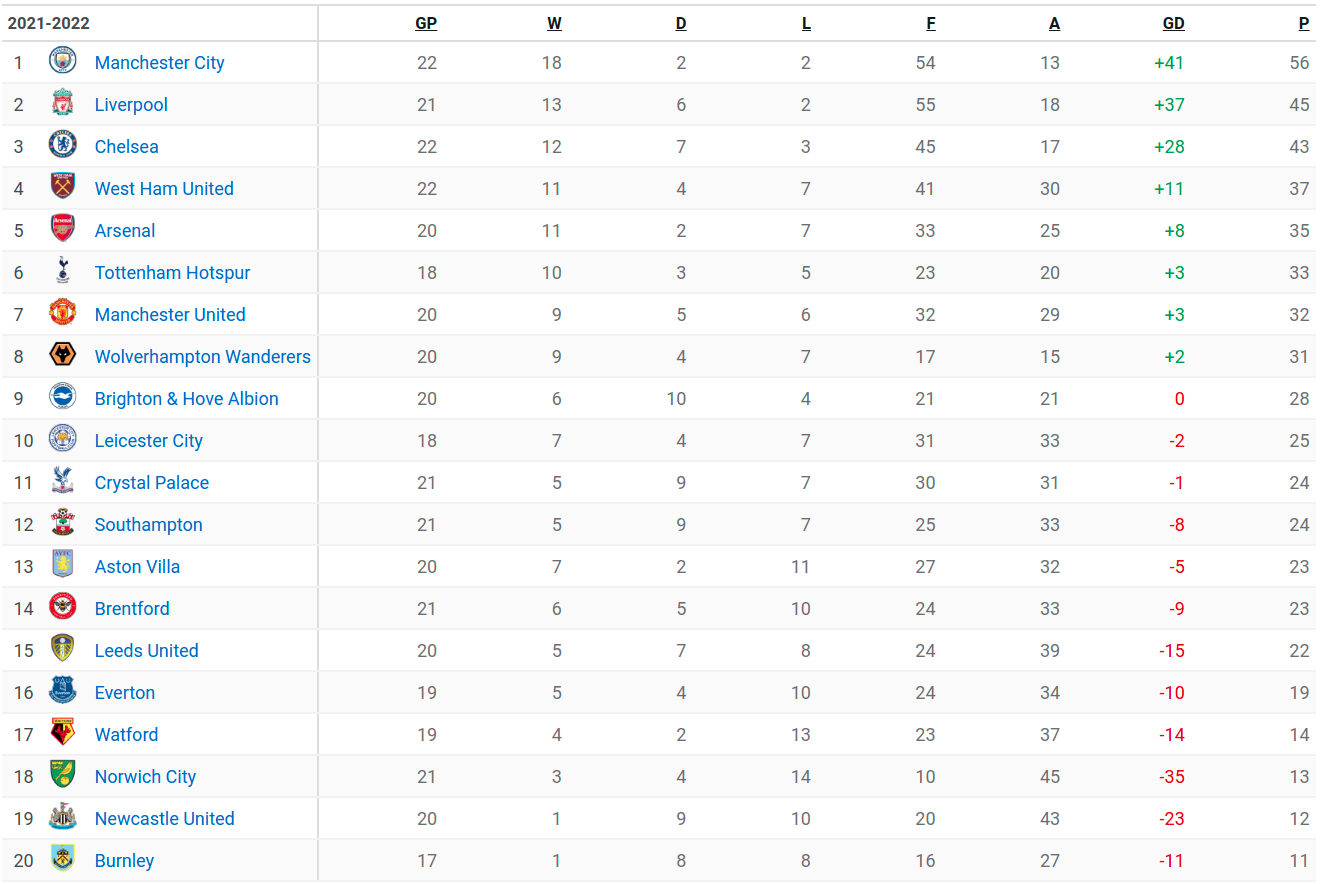 2021-2022 GP W D L F A GD P
1 Manchester City 22 18 2 2 54 13 +41 56
2 Liverpool 21 13 6 2 55 18 +37 45
3 Chelsea 22 12 7 3 45 17 +28 43
4 West Ham United 22 11 4 7 41 30 +11 37
5 Arsenal 20 11 2 7 33 25 +8 35
6 Tottenham Hotspur 18 10 3 5 23 20 +3 33
7 Manchester United 20 9 5 6 32 29 +3 32
8 Wolverhampton Wanderers 20 9 4 7 17 15 +2 31
9 Brighton & Hove Albion 20 6 10 4 21 21 0 28
10 Leicester City 18 7 4 7 31 33 -2 25
11 Crystal Palace 21 5 9 7 30 31 -1 24
12 Southampton 21 5 9 7 25 33 -8 24
13 Aston Villa 20 7 2 11 27 32 -5 23
14 Brentford 21 6 5 10 24 33 -9 23
15 Leeds United 20 5 7 8 24 39 -15 22
16 Everton 19 5 4 10 24 34 -10 19
17 Watford 19 4 2 13 23 37 -14 14
18 Norwich City 21 3 4 14 10 45 -35 13
19 Newcastle United 20 1 9 10 20 43 -23 12
20 Burnley 17 1 8 8 16 27 -11 11